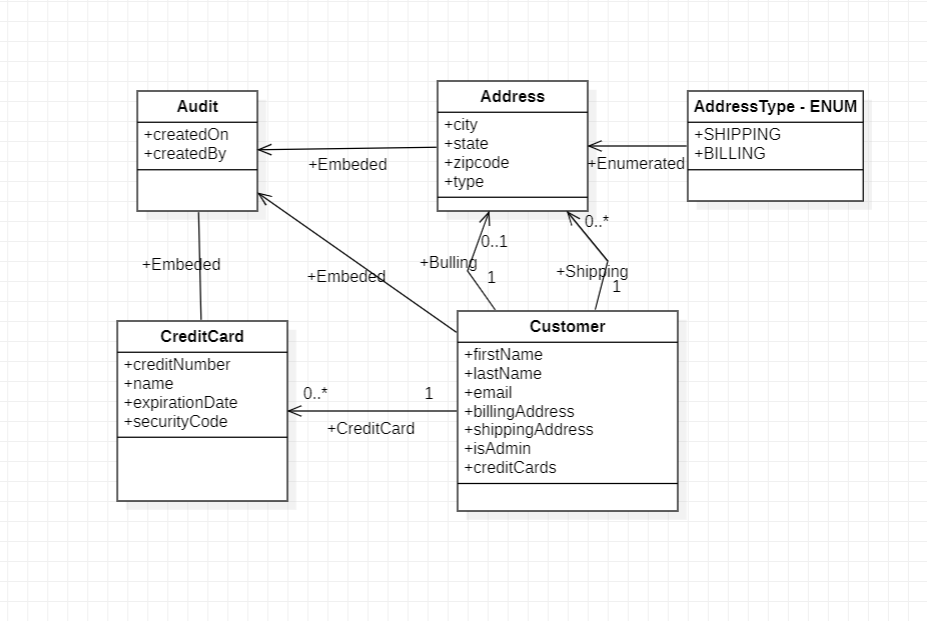 Audit
+createdOn
+createdBy
Address
+city
+state
+zipcode
+type
AddressType - ENUM
+SHIPPING
+BILLING
+Embeded
+Enumerated
+Embeded
+Embeded
+Bulling
0..1
1
0..*
+Shipping
1
CreditCard
+creditNumber
+name
+expirationDate
+securityCode
0..*
1
+CreditCard
Customer
+firstName
+lastName
+email
+billingAddress
+shippingAddress
+isAdmin
+creditCards